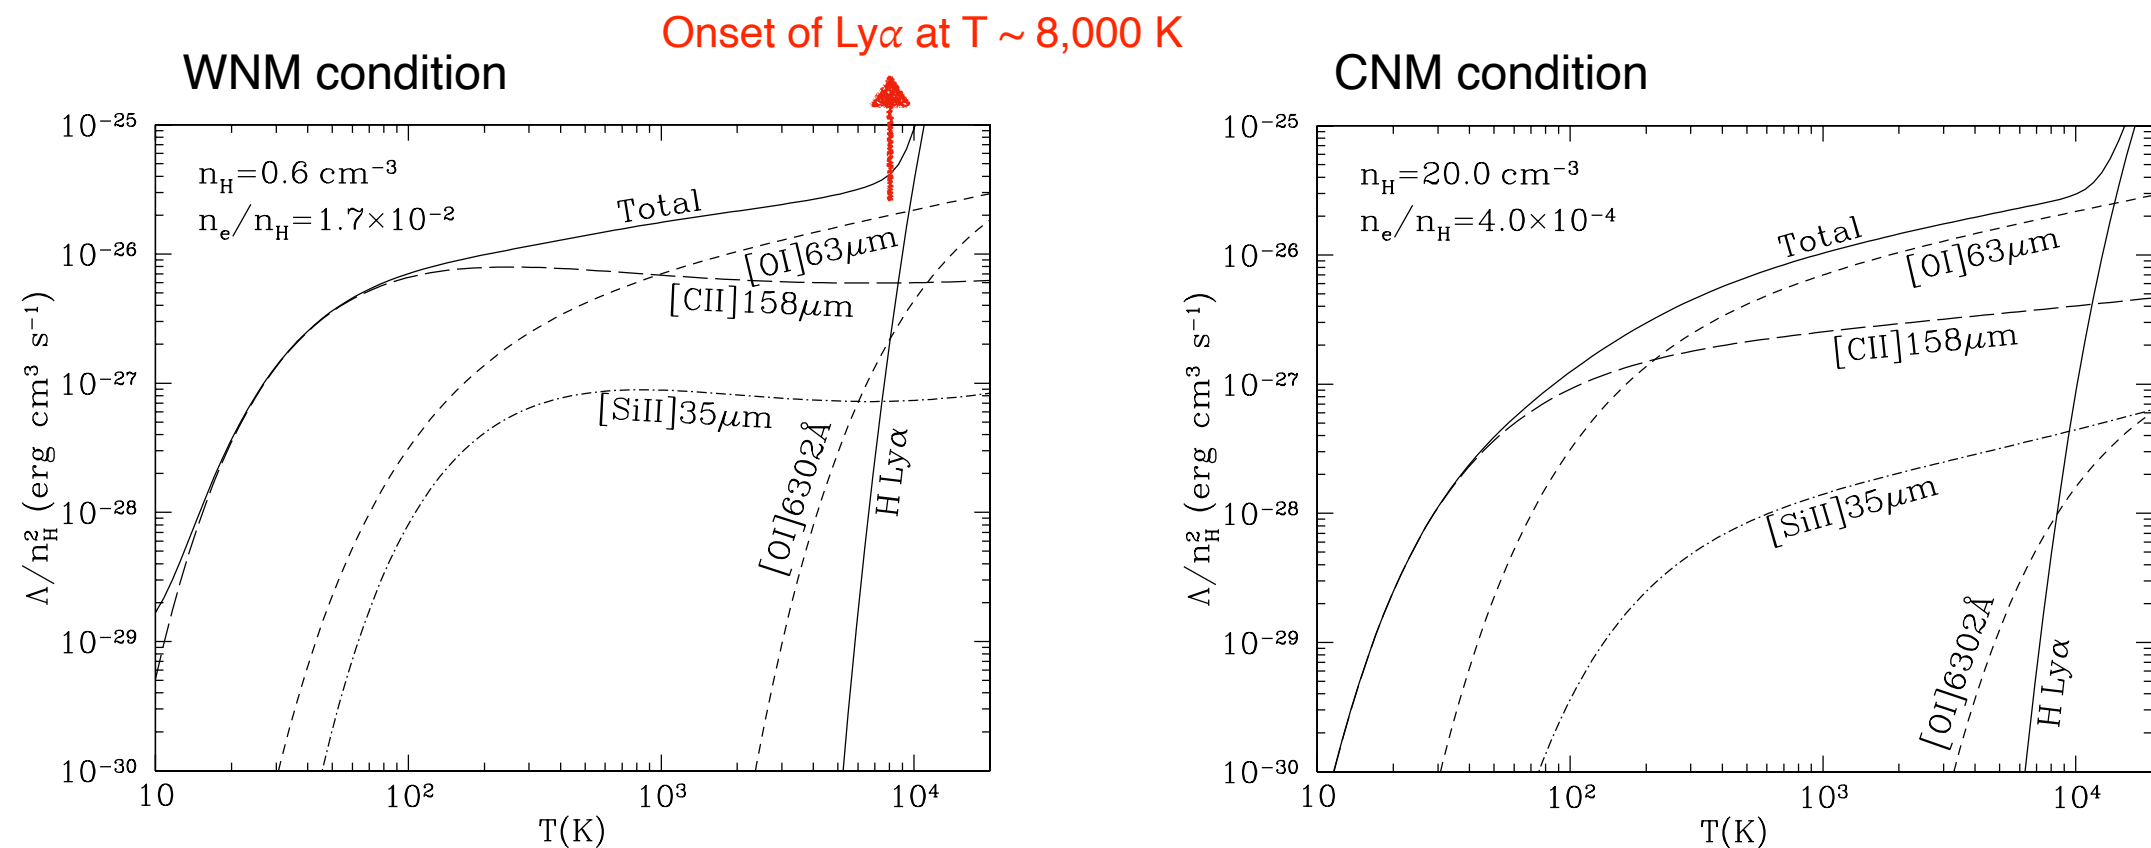 Onset of Lyα at T ~ 8,000 K
WNM condition
CNM condition
10⁻²⁵
10⁻²⁶
10⁻²⁷
10⁻²⁸
10⁻²⁹
10⁻³⁰
Λ/n_H² (erg cm³ s⁻¹)
n_H=0.6 cm⁻³
n_e/n_H=1.7×10⁻²
Total
[OI]63μm
[CII]158μm
[SiII]35μm
[OI]6302Å
H Lyα
10
10²
10³
10⁴
T(K)
10⁻²⁵
10⁻²⁶
10⁻²⁷
10⁻²⁸
10⁻²⁹
10⁻³⁰
Λ/n_H² (erg cm³ s⁻¹)
n_H=20.0 cm⁻³
n_e/n_H=4.0×10⁻⁴
Total
[OI]63μm
[CII]158μm
[SiII]35μm
[OI]6302Å
H Lyα
10
10²
10³
10⁴
T(K)